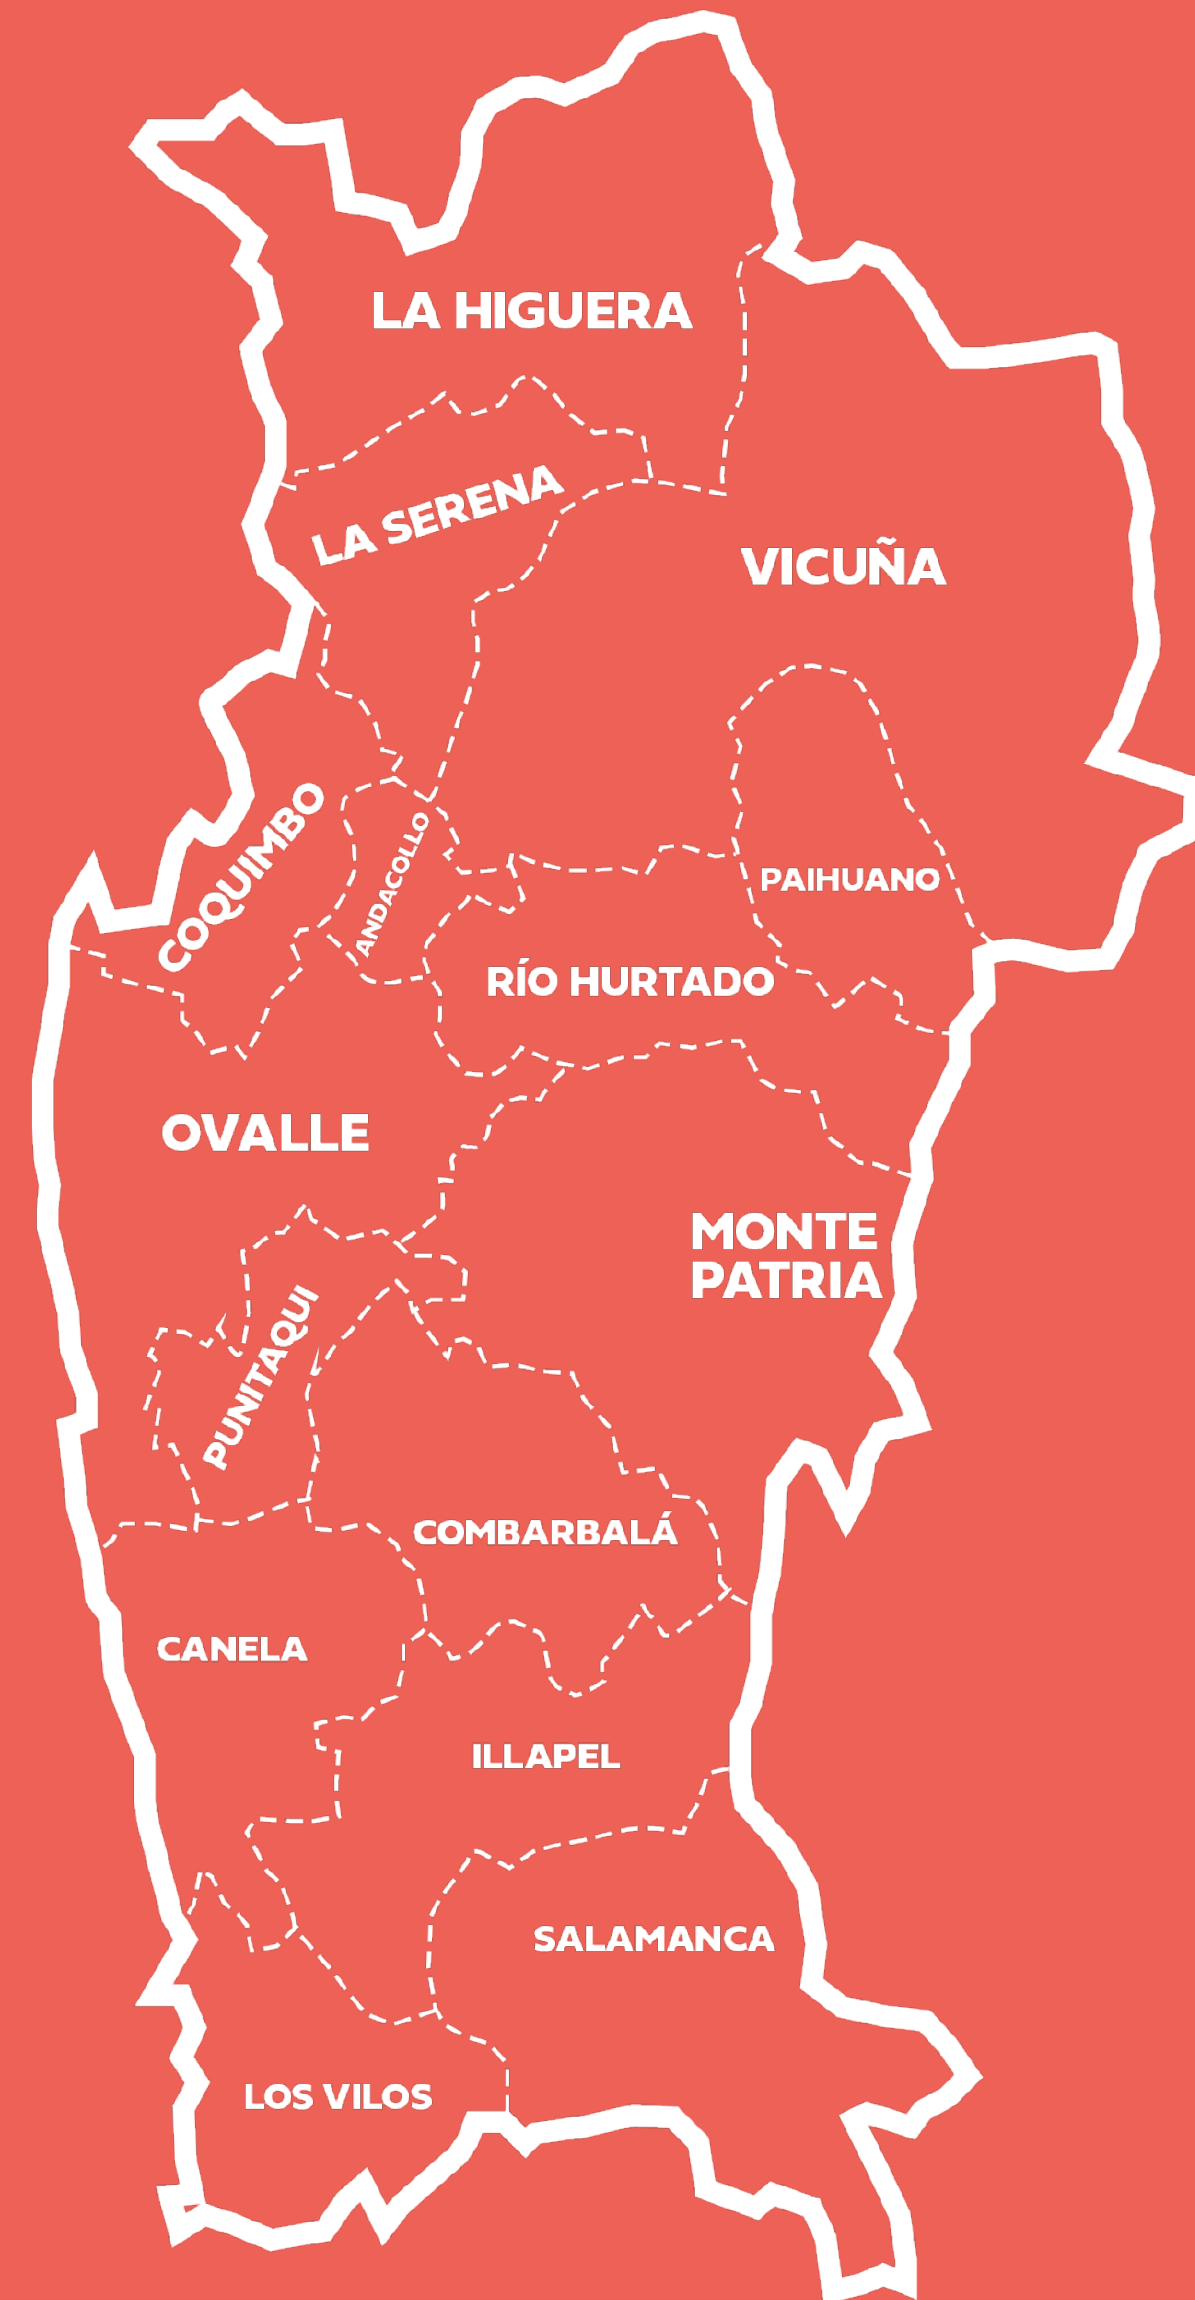 LA HIGUERA
LA SERENA
VICUÑA
COQUIMBO
ANDACOLLO
PAIHUANO
RÍO HURTADO
OVALLE
MONTE
PATRIA
PUNITAQUI
COMBARBALÁ
CANELA
ILLAPEL
SALAMANCA
LOS VILOS